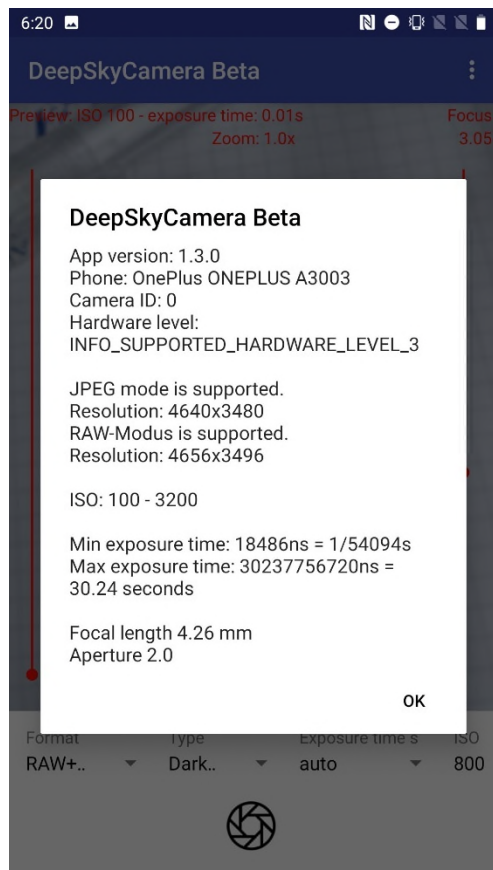 6:20
DeepSkyCamera Beta
Preview: ISO 100 - exposure time: 0.01s
Focus
Zoom: 1.0x
3.05
DeepSkyCamera Beta
App version: 1.3.0
Phone: OnePlus ONEPLUS A3003
Camera ID: 0
Hardware level:
INFO_SUPPORTED_HARDWARE_LEVEL_3
JPEG mode is supported.
Resolution: 4640x3480
RAW-Modus is supported.
Resolution: 4656x3496
ISO: 100 - 3200
Min exposure time: 18486ns = 1/54094s
Max exposure time: 30237756720ns =
30.24 seconds
Focal length 4.26 mm
Aperture 2.0
OK
Format Type Exposure time s ISO
RAW+.. Dark.. auto 800